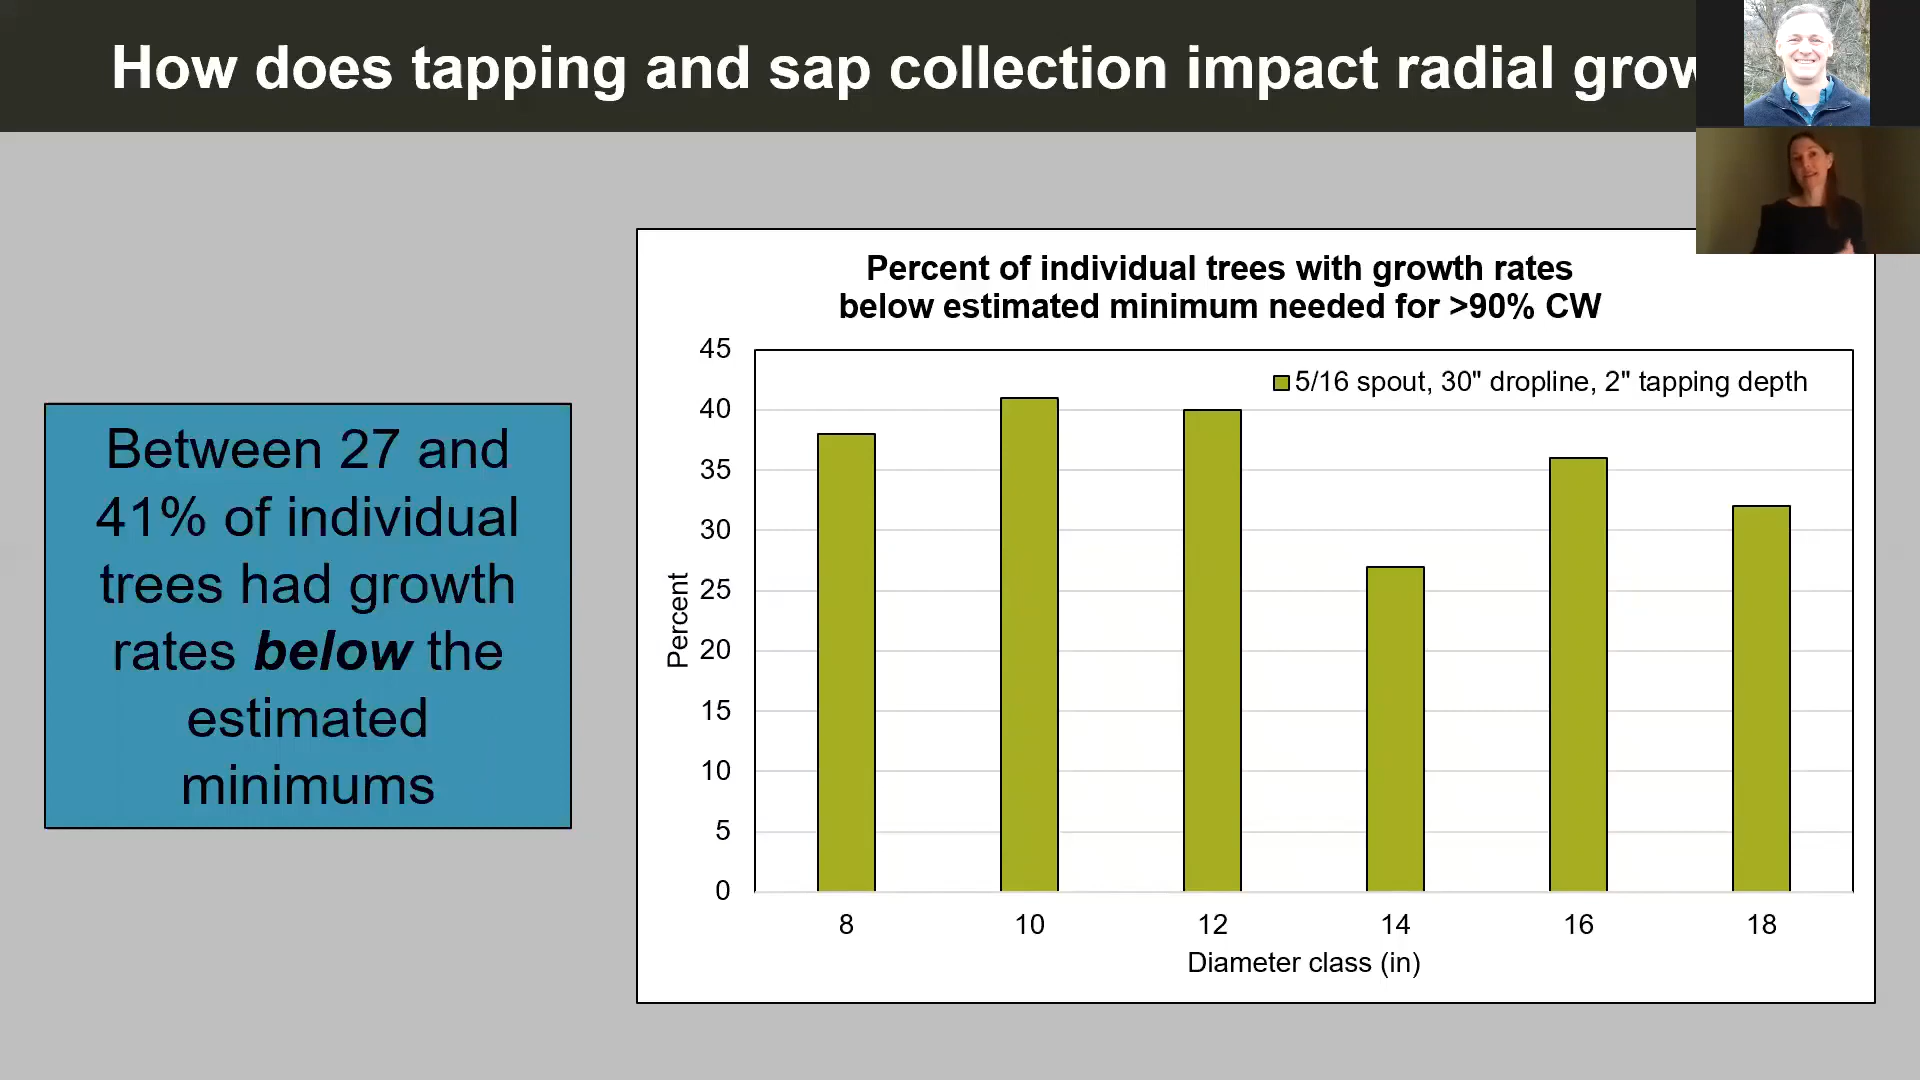 How does tapping and sap collection impact radial
Between 27 and
41% of individual
trees had growth
rates below the
estimated
minimums
Percent of individual trees with growth rates
below estimated minimum needed for >90% CW
5/16 spout, 30" dropline, 2" tapping depth
Percent
45
40
35
30
25
20
15
10
5
0
8 10 12 14 16 18
Diameter class (in)